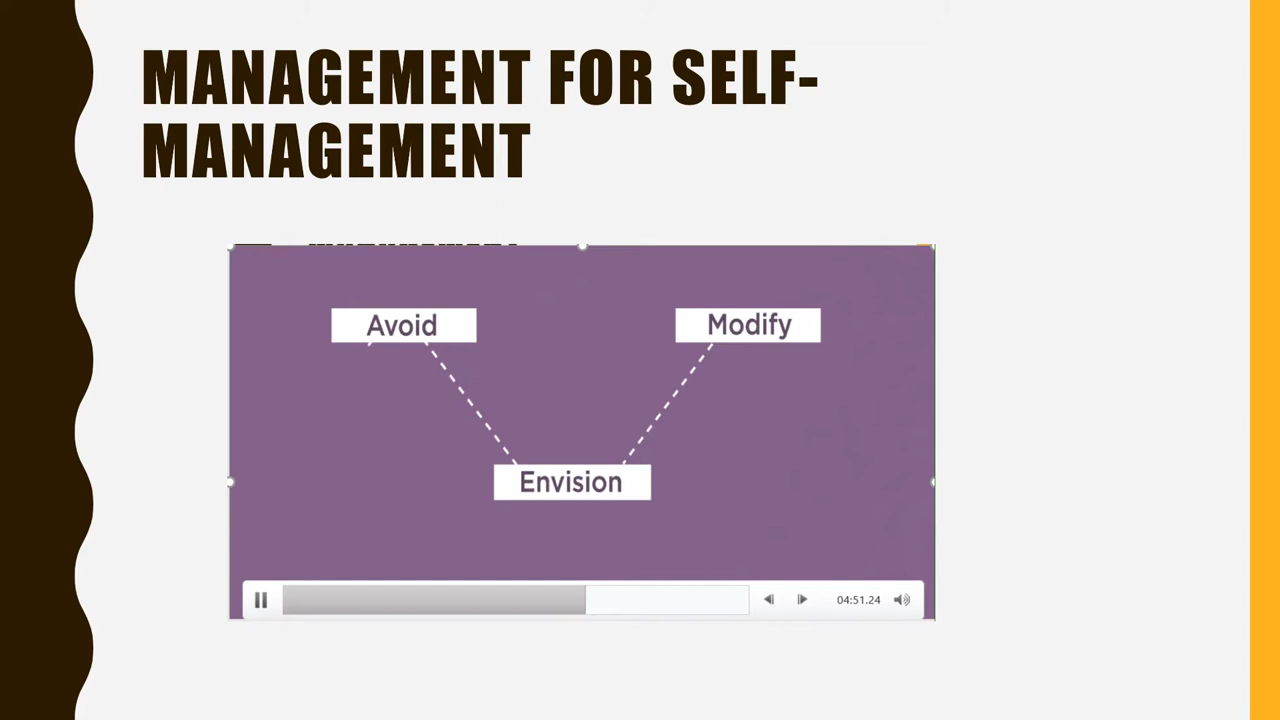 MANAGEMENT FOR SELF-
MANAGEMENT
Avoid
Modify
Envision
04:51.24